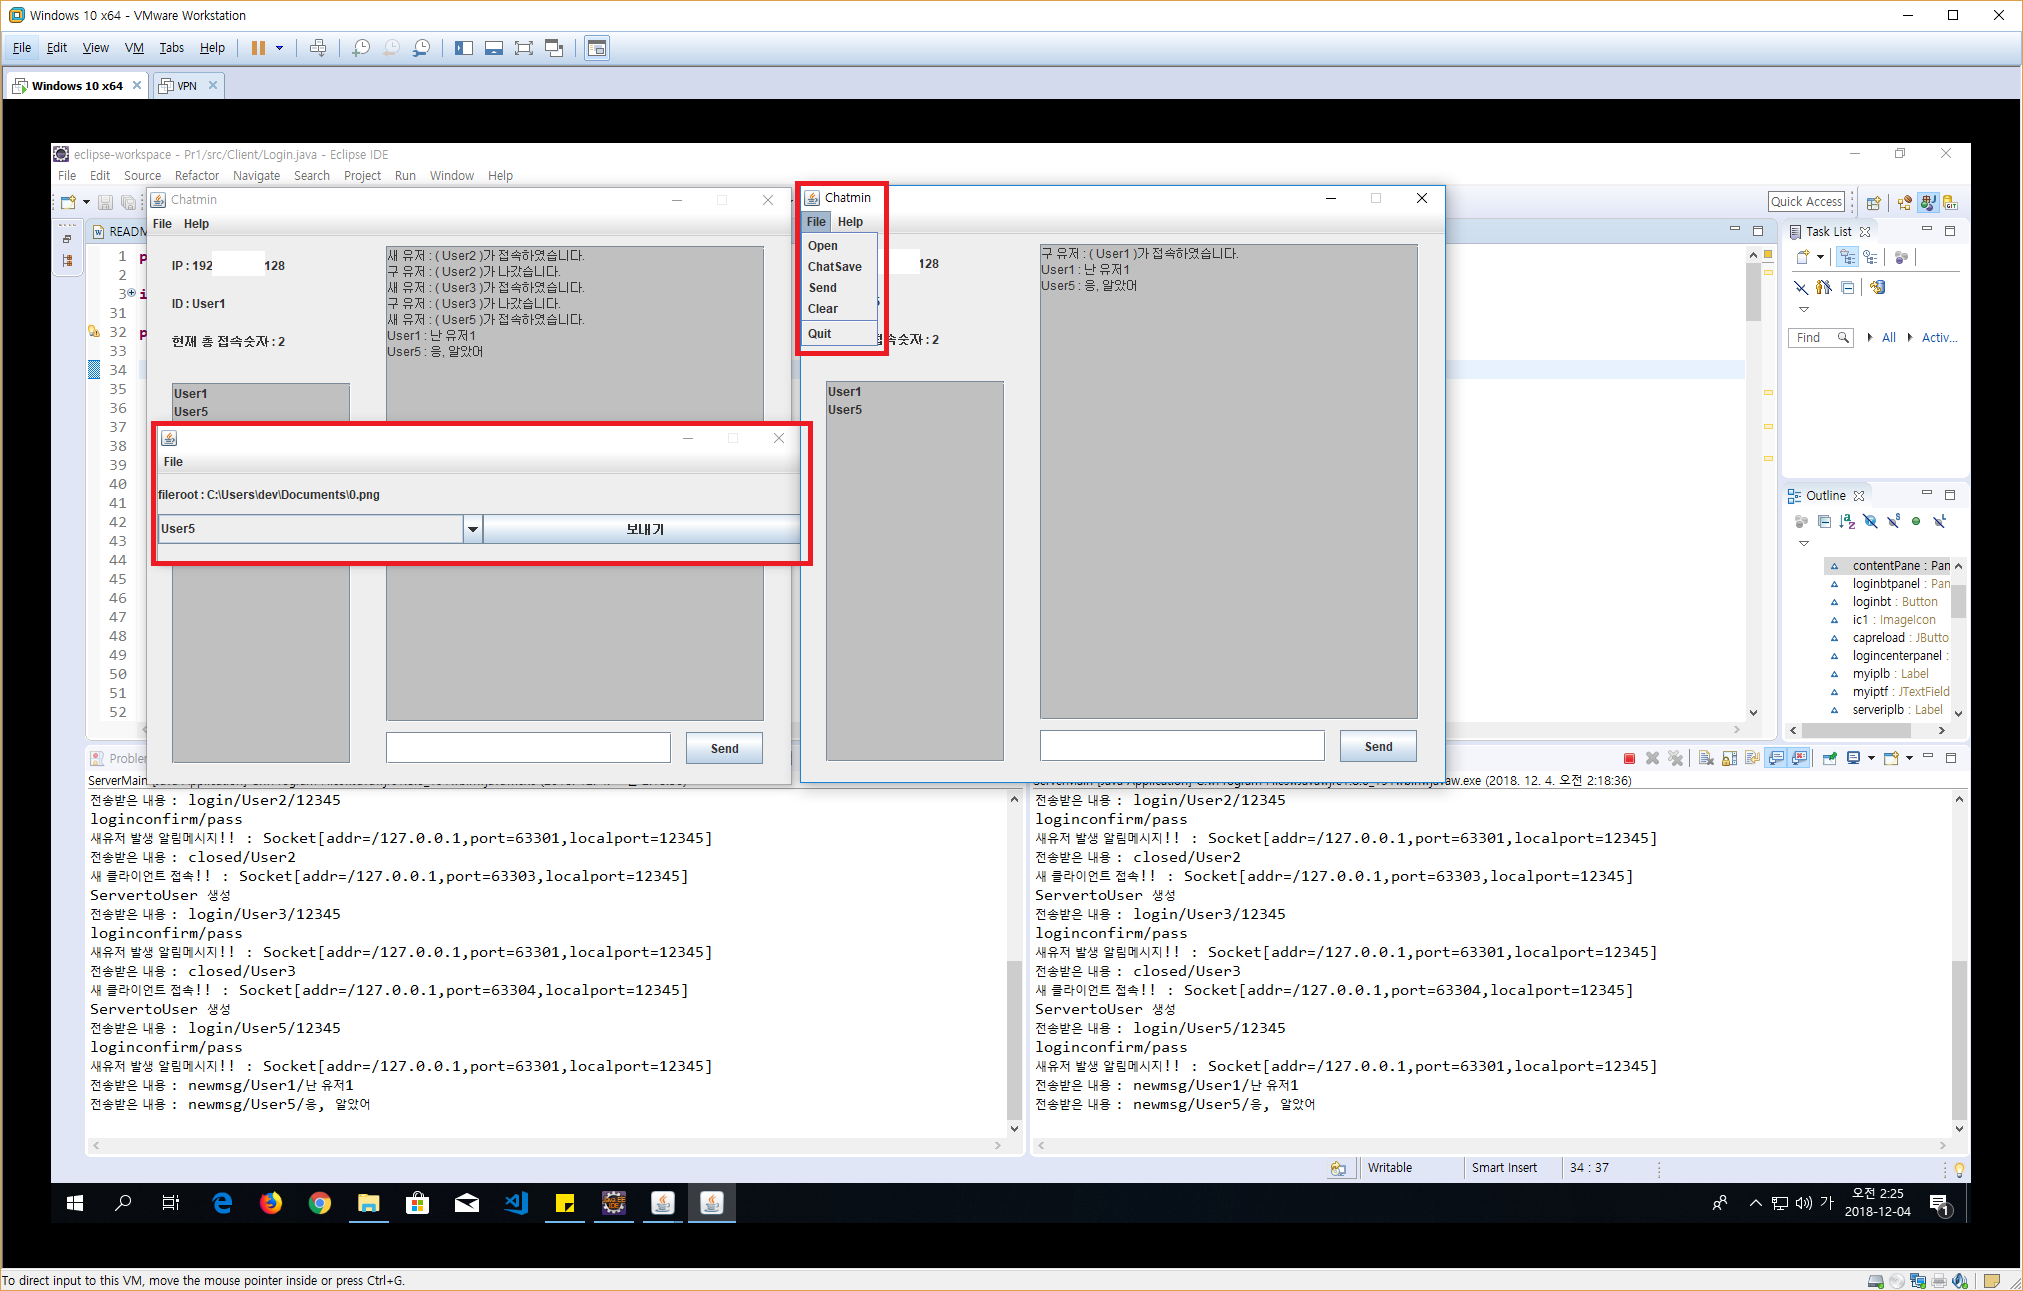 Windows 10 x64 - VMware Workstation
File Edit View VM Tabs Help
Windows 10 x64
VPN
eclipse-workspace - Pr1/src/Client/Login.java - Eclipse IDE
File Edit Source Refactor Navigate Search Project Run Window Help
Quick Access
READM
1
2
3
31
32
33
34
35
36
37
38
39
40
41
42
43
44
45
46
47
48
49
50
51
52
Chatmin
File Help
IP : 192 128
ID : User1
현재 총 접속숫자 : 2
User1
User5
새 유저 : ( User2 )가 접속하였습니다.
구 유저 : ( User2 )가 나갔습니다.
새 유저 : ( User3 )가 접속하였습니다.
구 유저 : ( User3 )가 나갔습니다.
새 유저 : ( User5 )가 접속하였습니다.
User1 : 난 유저1
User5 : 응, 알았어
Send
File
fileroot : C:\Users\dev\Documents\0.png
User5
보내기
Chatmin
File Help
Open
ChatSave
Send
Clear
Quit
128
접속숫자 : 2
User1
User5
구 유저 : ( User1 )가 접속하였습니다.
User1 : 난 유저1
User5 : 응, 알았어
Send
Task List
Find All Activ...
Outline
contentPane : Pan
loginbtpanel : Pan
loginbt : Button
ic1 : ImageIcon
capreload : JButto
logincenterpanel :
myiplb : Label
myiptf : JTextField
serveriplb : Label
Problem
ServerMain
전송받은 내용 : login/User2/12345
loginconfirm/pass
새유저 발생 알림메시지!! : Socket[addr=/127.0.0.1,port=63301,localport=12345]
전송받은 내용 : closed/User2
새 클라이언트 접속!! : Socket[addr=/127.0.0.1,port=63303,localport=12345]
ServertoUser 생성
전송받은 내용 : login/User3/12345
loginconfirm/pass
새유저 발생 알림메시지!! : Socket[addr=/127.0.0.1,port=63301,localport=12345]
전송받은 내용 : closed/User3
새 클라이언트 접속!! : Socket[addr=/127.0.0.1,port=63304,localport=12345]
ServertoUser 생성
전송받은 내용 : login/User5/12345
loginconfirm/pass
새유저 발생 알림메시지!! : Socket[addr=/127.0.0.1,port=63301,localport=12345]
전송받은 내용 : newmsg/User1/난 유저1
전송받은 내용 : newmsg/User5/응, 알았어
javaw.exe (2018. 12. 4. 오전 2:18:36)
전송받은 내용 : login/User2/12345
loginconfirm/pass
새유저 발생 알림메시지!! : Socket[addr=/127.0.0.1,port=63301,localport=12345]
전송받은 내용 : closed/User2
새 클라이언트 접속!! : Socket[addr=/127.0.0.1,port=63303,localport=12345]
ServertoUser 생성
전송받은 내용 : login/User3/12345
loginconfirm/pass
새유저 발생 알림메시지!! : Socket[addr=/127.0.0.1,port=63301,localport=12345]
전송받은 내용 : closed/User3
새 클라이언트 접속!! : Socket[addr=/127.0.0.1,port=63304,localport=12345]
ServertoUser 생성
전송받은 내용 : login/User5/12345
loginconfirm/pass
새유저 발생 알림메시지!! : Socket[addr=/127.0.0.1,port=63301,localport=12345]
전송받은 내용 : newmsg/User1/난 유저1
전송받은 내용 : newmsg/User5/응, 알았어
Writable Smart Insert 34 : 37
가
오전 2:25
2018-12-04
1
To direct input to this VM, move the mouse pointer inside or press Ctrl+G.